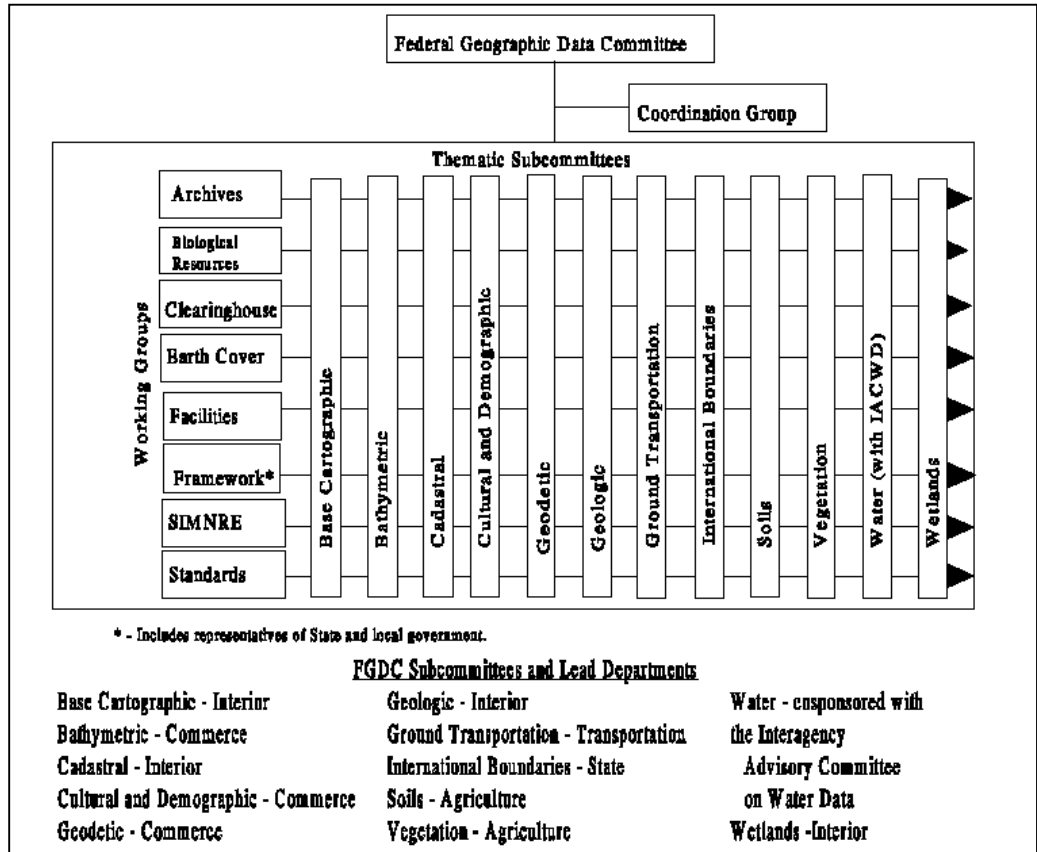 Federal Geographic Data Committee
Coordination Group
Thematic Subcommittees
Working Groups
Archives
Biological
Resources
Clearinghouse
Earth Cover
Facilities
Framework*
SIMNRE
Standards
Base Cartographic
Bathymetric
Cadastral
Cultural and Demographic
Geodetic
Geologic
Ground Transportation
International Boundaries
Soils
Vegetation
Water (with IACWD)
Wetlands
* - Includes representatives of State and local government.
FGDC Subcommittees and Lead Departments
Base Cartographic - Interior
Bathymetric - Commerce
Cadastral - Interior
Cultural and Demographic - Commerce
Geodetic - Commerce
Geologic - Interior
Ground Transportation - Transportation
International Boundaries - State
Soils - Agriculture
Vegetation - Agriculture
Water - cosponsored with
the Interagency
Advisory Committee
on Water Data
Wetlands -Interior